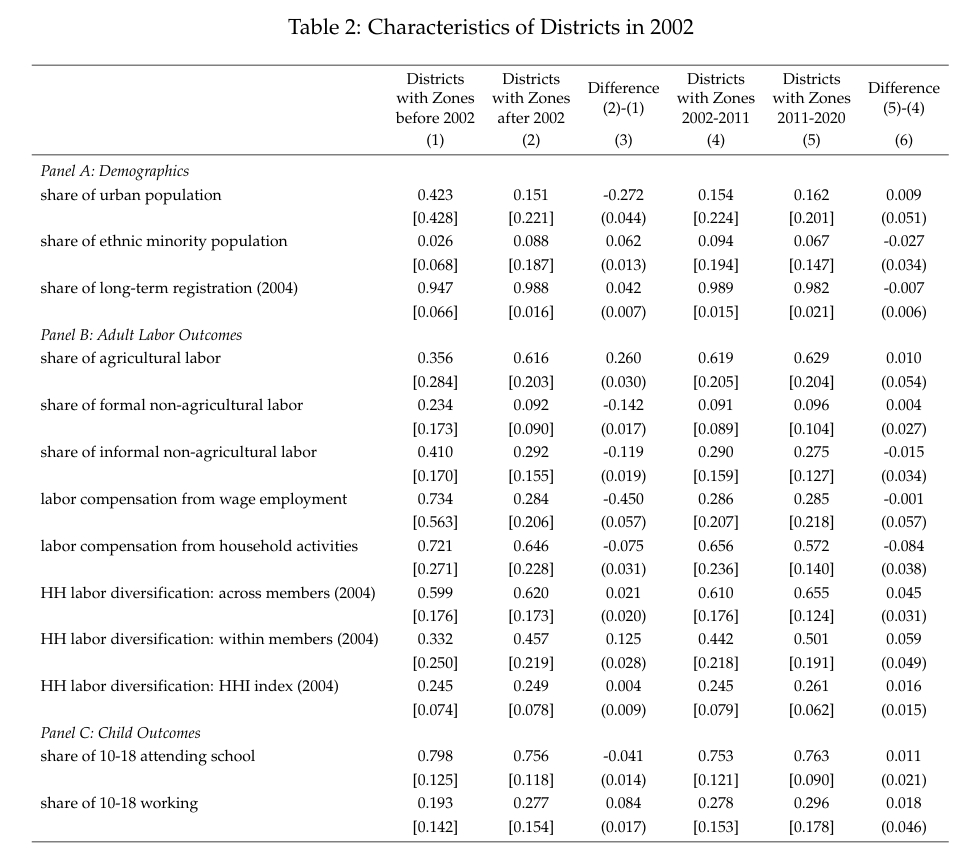 Table 2: Characteristics of Districts in 2002
Districts with Zones before 2002 Districts with Zones after 2002 Difference (2)-(1) Districts with Zones 2002-2011 Districts with Zones 2011-2020 Difference (5)-(4)
(1) (2) (3) (4) (5) (6)
Panel A: Demographics
share of urban population 0.423 0.151 -0.272 0.154 0.162 0.009
[0.428] [0.221] (0.044) [0.224] [0.201] (0.051)
share of ethnic minority population 0.026 0.088 0.062 0.094 0.067 -0.027
[0.068] [0.187] (0.013) [0.194] [0.147] (0.034)
share of long-term registration (2004) 0.947 0.988 0.042 0.989 0.982 -0.007
[0.066] [0.016] (0.007) [0.015] [0.021] (0.006)
Panel B: Adult Labor Outcomes
share of agricultural labor 0.356 0.616 0.260 0.619 0.629 0.010
[0.284] [0.203] (0.030) [0.205] [0.204] (0.054)
share of formal non-agricultural labor 0.234 0.092 -0.142 0.091 0.096 0.004
[0.173] [0.090] (0.017) [0.089] [0.104] (0.027)
share of informal non-agricultural labor 0.410 0.292 -0.119 0.290 0.275 -0.015
[0.170] [0.155] (0.019) [0.159] [0.127] (0.034)
labor compensation from wage employment 0.734 0.284 -0.450 0.286 0.285 -0.001
[0.563] [0.206] (0.057) [0.207] [0.218] (0.057)
labor compensation from household activities 0.721 0.646 -0.075 0.656 0.572 -0.084
[0.271] [0.228] (0.031) [0.236] [0.140] (0.038)
HH labor diversification: across members (2004) 0.599 0.620 0.021 0.610 0.655 0.045
[0.176] [0.173] (0.020) [0.176] [0.124] (0.031)
HH labor diversification: within members (2004) 0.332 0.457 0.125 0.442 0.501 0.059
[0.250] [0.219] (0.028) [0.218] [0.191] (0.049)
HH labor diversification: HHI index (2004) 0.245 0.249 0.004 0.245 0.261 0.016
[0.074] [0.078] (0.009) [0.079] [0.062] (0.015)
Panel C: Child Outcomes
share of 10-18 attending school 0.798 0.756 -0.041 0.753 0.763 0.011
[0.125] [0.118] (0.014) [0.121] [0.090] (0.021)
share of 10-18 working 0.193 0.277 0.084 0.278 0.296 0.018
[0.142] [0.154] (0.017) [0.153] [0.178] (0.046)